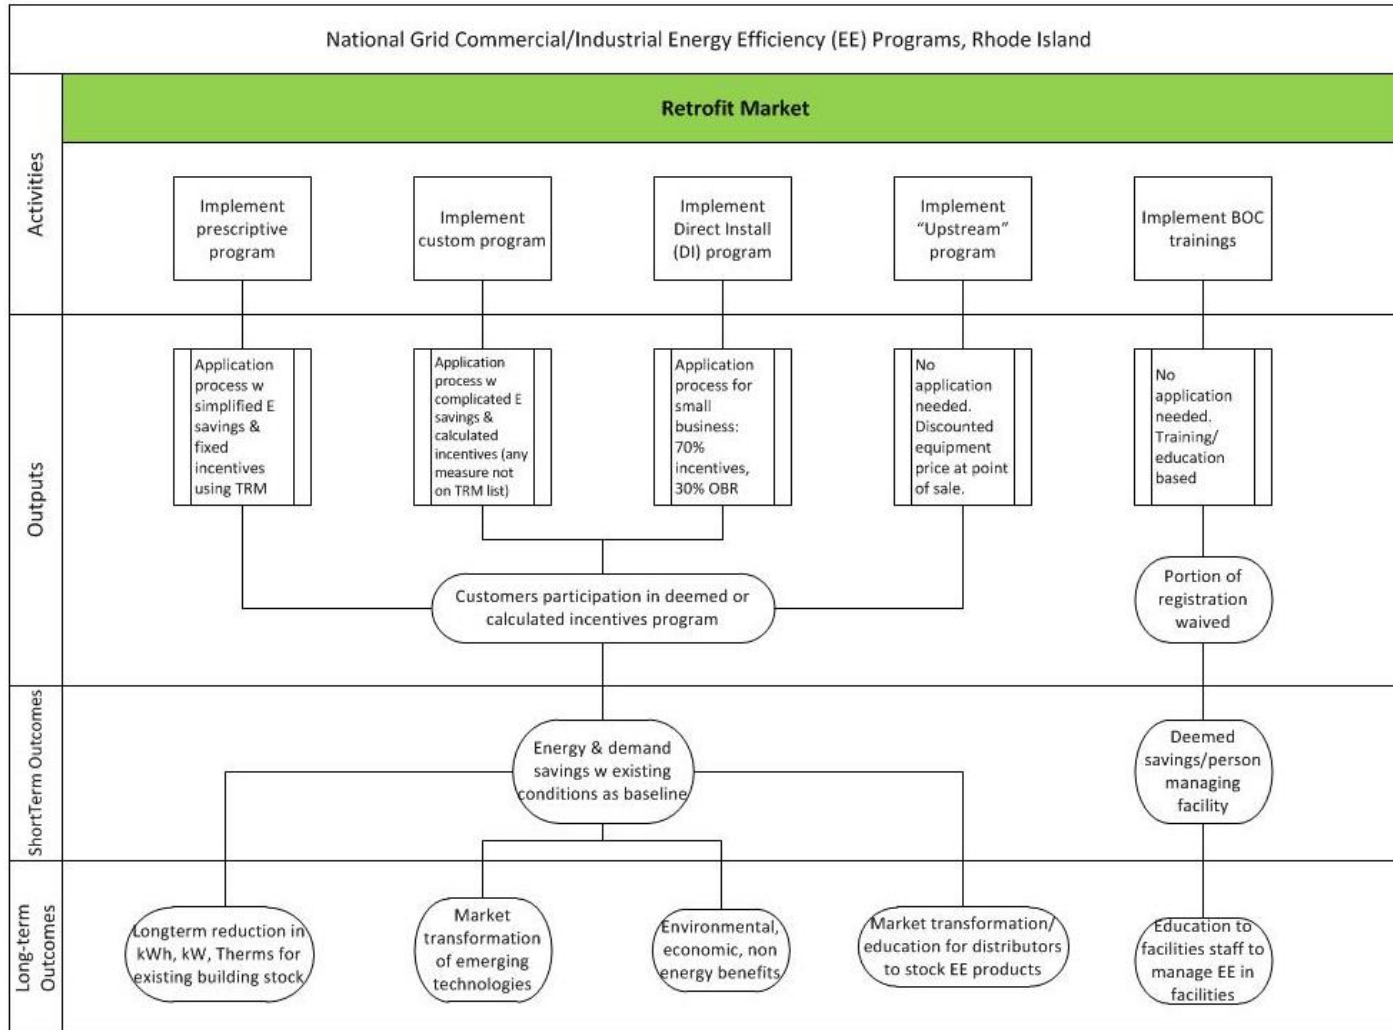 National Grid Commercial/Industrial Energy Efficiency (EE) Programs, Rhode Island
Retrofit Market
Activities
Implement
prescriptive
program
Implement
custom program
Implement
Direct Install
(DI) program
Implement
“Upstream”
program
Implement BOC
trainings
Outputs
Application
process w
simplified E
savings &
fixed
incentives
using TRM
Application
process w
complicated E
savings &
calculated
incentives (any
measure not
on TRM list)
Application
process for
small
business:
70%
incentives,
30% OBR
No
application
needed.
Discounted
equipment
price at point
of sale.
No
application
needed.
Training/
education
based
Customers participation in deemed or
calculated incentives program
Portion of
registration
waived
ShortTerm Outcomes
Energy & demand
savings w existing
conditions as baseline
Deemed
savings/person
managing
facility
Long-term
Outcomes
Longterm reduction in
kWh, kW, Therms for
existing building stock
Market
transformation
of emerging
technologies
Environmental,
economic, non
energy benefits
Market transformation/
education for distributors
to stock EE products
Education to
facilities staff to
manage EE in
facilities